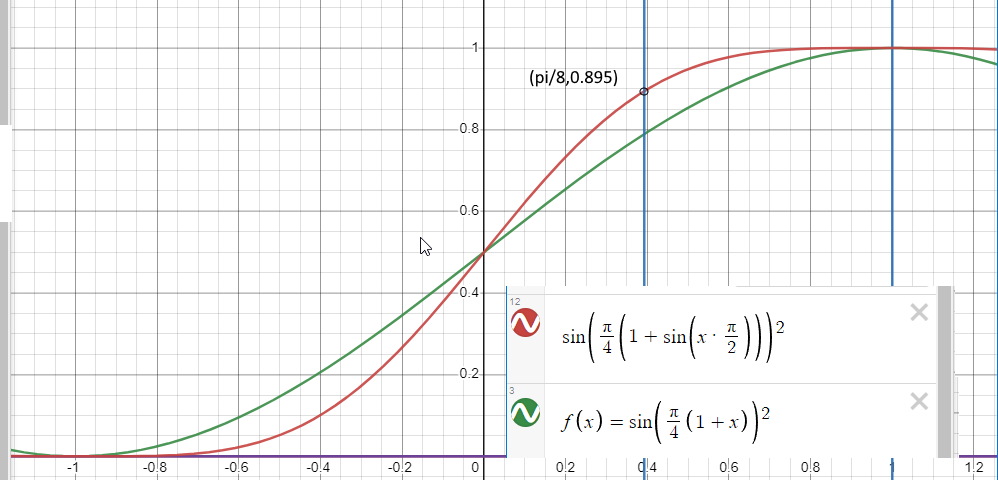 1
(pi/8,0.895)
0.8
0.6
0.4
0.2
12
sin(π/4(1 + sin(x · π/2)))²
3
f(x) = sin(π/4(1 + x))²
-1 -0.8 -0.6 -0.4 -0.2 0 0.2 0.4 0.6 0.8 1 1.2